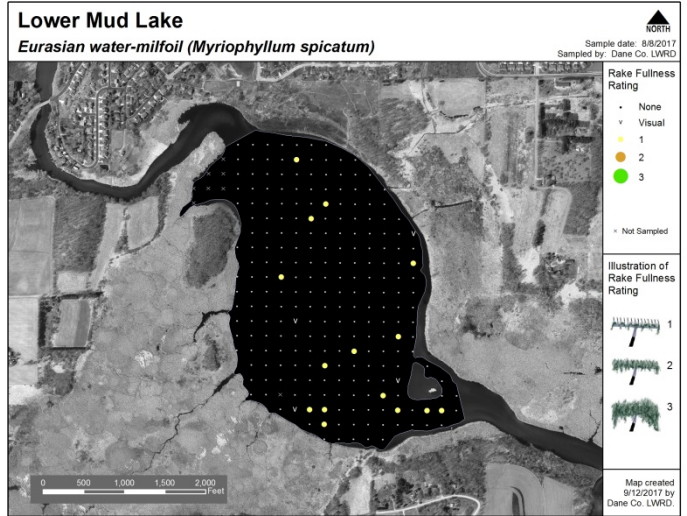 Lower Mud Lake
Eurasian water-milfoil (Myriophyllum spicatum)
NORTH
Sample date: 8/8/2017
Sampled by: Dane Co. LWRD
Rake Fullness
Rating
None
v Visual
1
2
3
× Not Sampled
Illustration of
Rake Fullness
Rating
1
2
3
0 500 1,000 1,500 2,000
Feet
Map created
9/12/2017 by
Dane Co. LWRD.